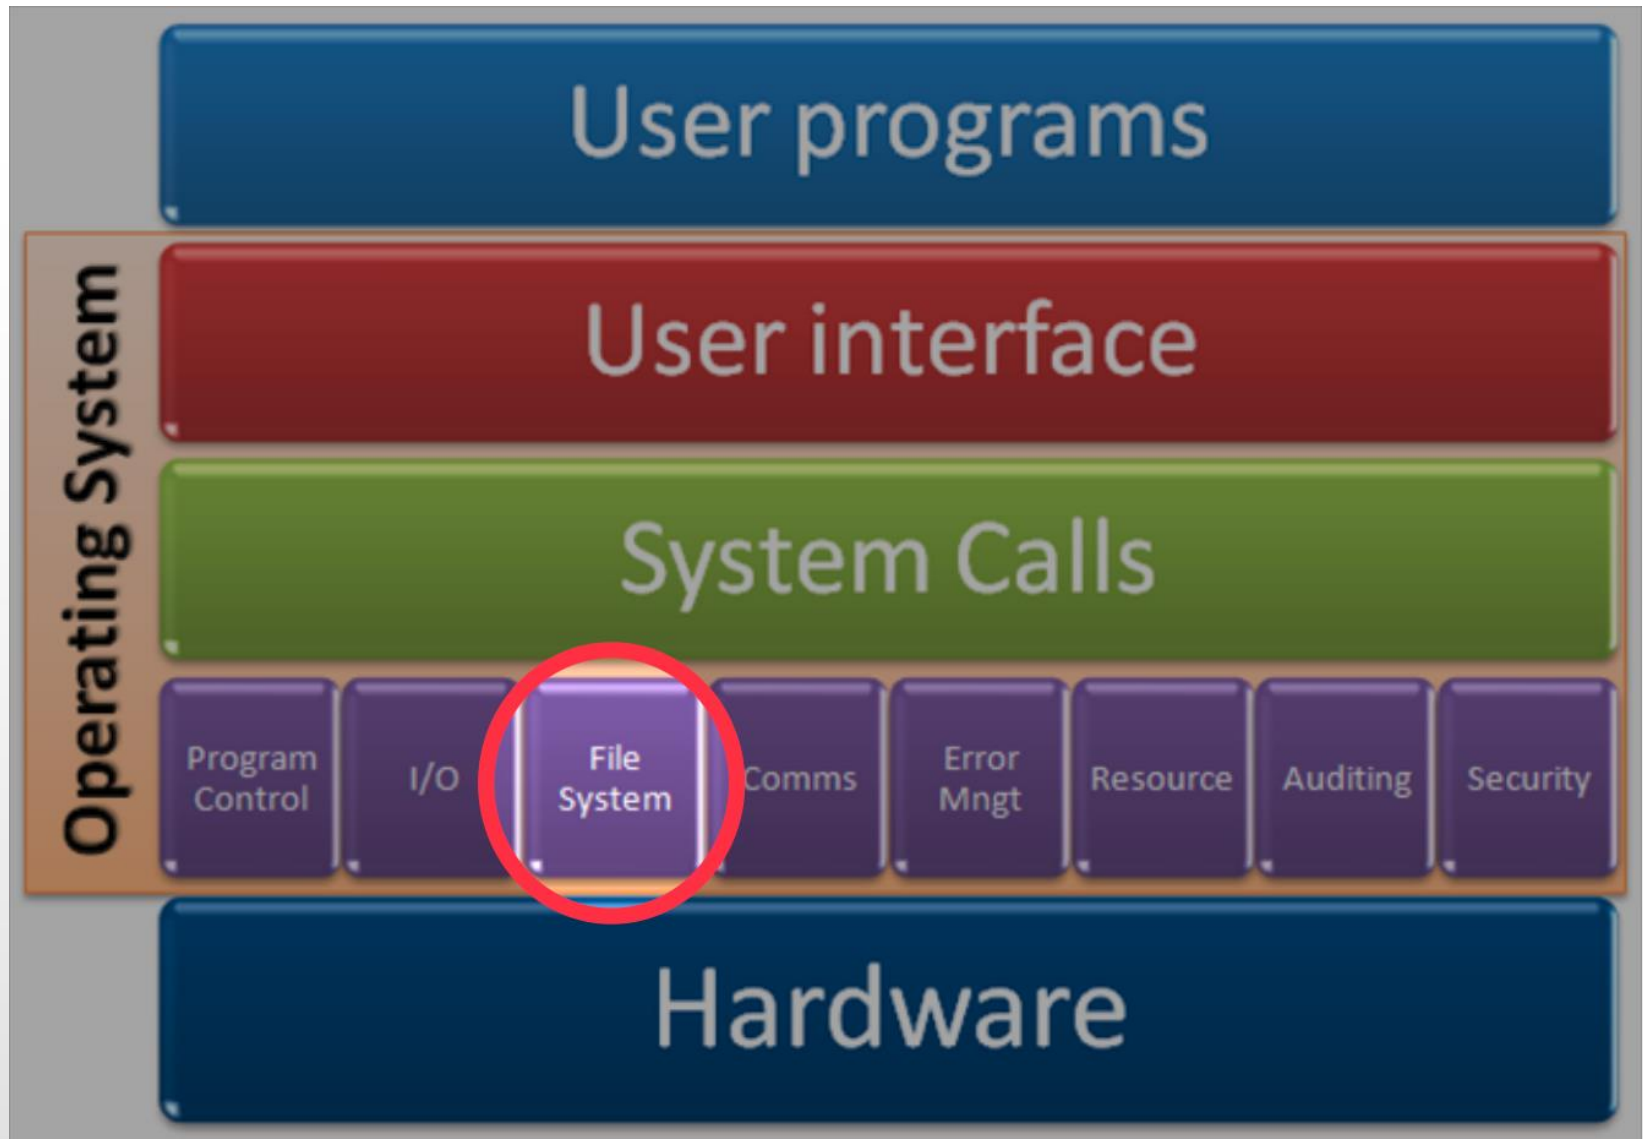 User programs
Operating System
User interface
System Calls
Program
Control
I/O
File
System
Comms
Error
Mngt
Resource
Auditing
Security
Hardware